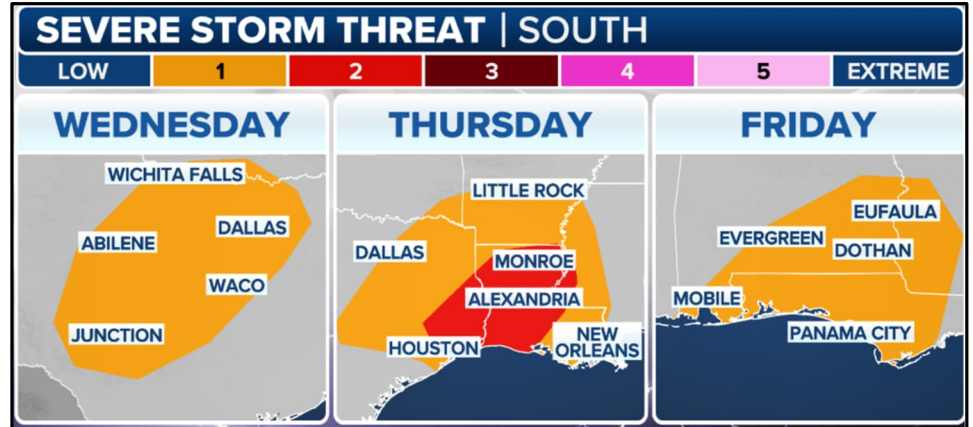 SEVERE STORM THREAT | SOUTH
LOW 1 2 3 4 5 EXTREME
WEDNESDAY
WICHITA FALLS
DALLAS
ABILENE
WACO
JUNCTION
THURSDAY
LITTLE ROCK
DALLAS
MONROE
ALEXANDRIA
HOUSTON
NEW
ORLEANS
FRIDAY
EUFAULA
EVERGREEN
DOTHAN
MOBILE
PANAMA CITY